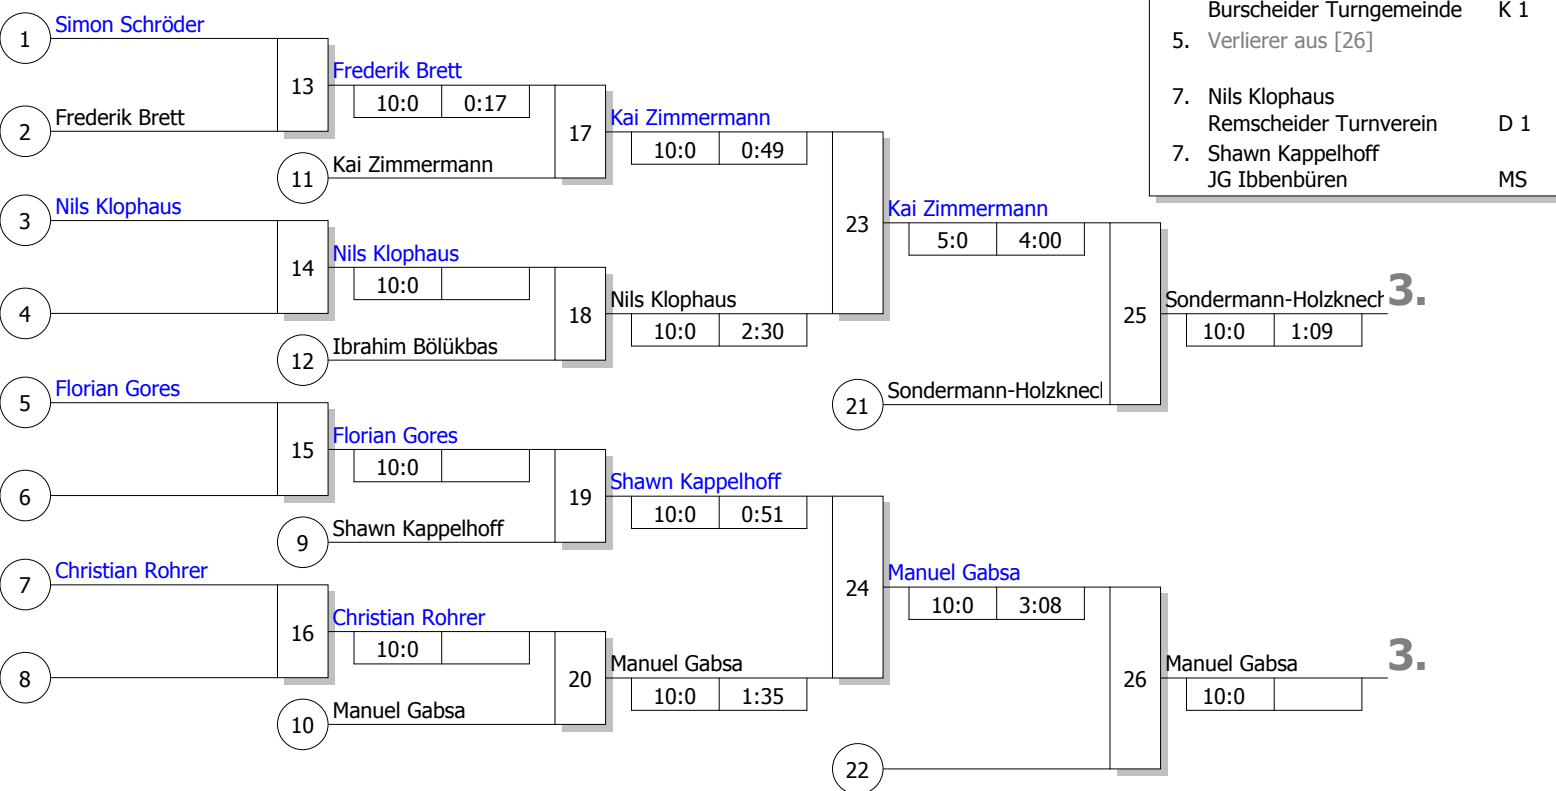 Burscheider Turngemeinde K 1
5. Verlierer aus [26]
7. Nils Klophaus
Remscheider Turnverein D 1
7. Shawn Kappelhoff
JG Ibbenbüren MS
1 Simon Schröder
13
Frederik Brett
10:0 0:17
2 Frederik Brett
17
Kai Zimmermann
10:0 0:49
11 Kai Zimmermann
3 Nils Klophaus
23
Kai Zimmermann
5:0 4:00
14
Nils Klophaus
10:0
4
18
Nils Klophaus
10:0 2:30
12 Ibrahim Bölükbas
25
Sondermann-Holzknech 3.
10:0 1:09
5 Florian Gores
21 Sondermann-Holzknecl
15
Florian Gores
10:0
6
19
Shawn Kappelhoff
10:0 0:51
9 Shawn Kappelhoff
7 Christian Rohrer
24
Manuel Gabsa
10:0 3:08
16
Christian Rohrer
10:0
8
20
Manuel Gabsa
10:0 1:35
10 Manuel Gabsa
26
Manuel Gabsa 3.
10:0
22